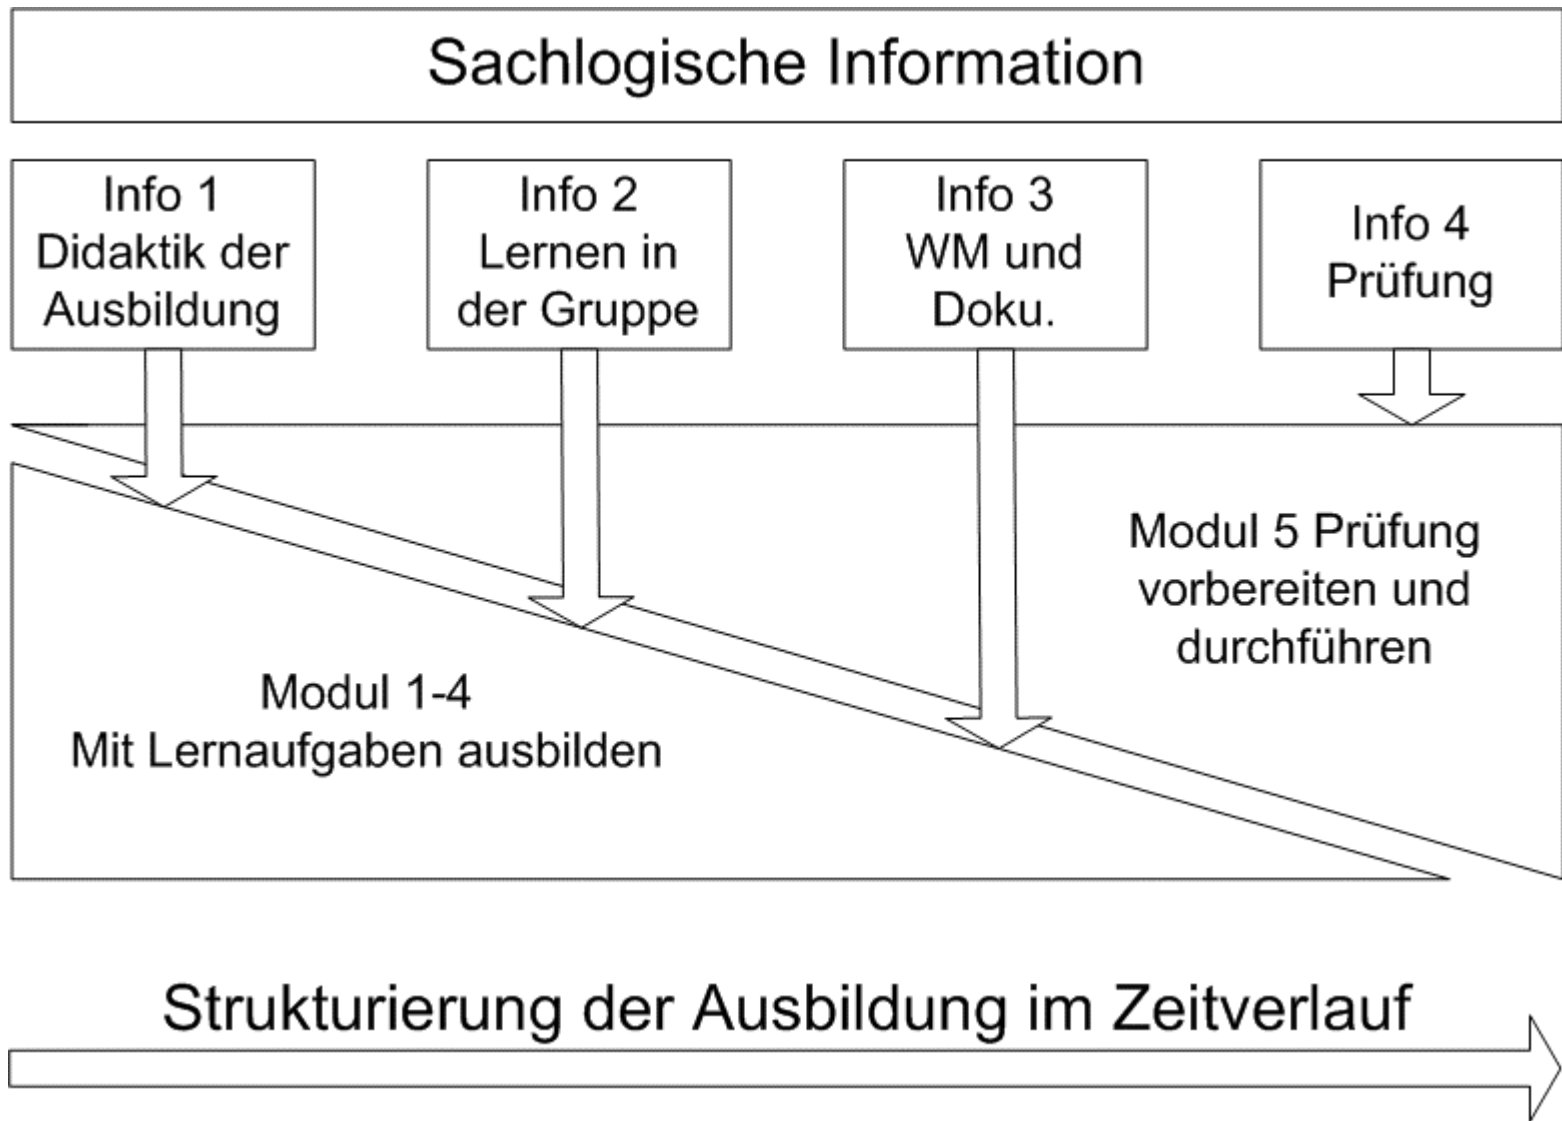 Sachlogische Information
Info 1
Didaktik der
Ausbildung
Info 2
Lernen in
der Gruppe
Info 3
WM und
Doku.
Info 4
Prüfung
Modul 5 Prüfung
vorbereiten und
durchführen
Modul 1-4
Mit Lernaufgaben ausbilden
Strukturierung der Ausbildung im Zeitverlauf